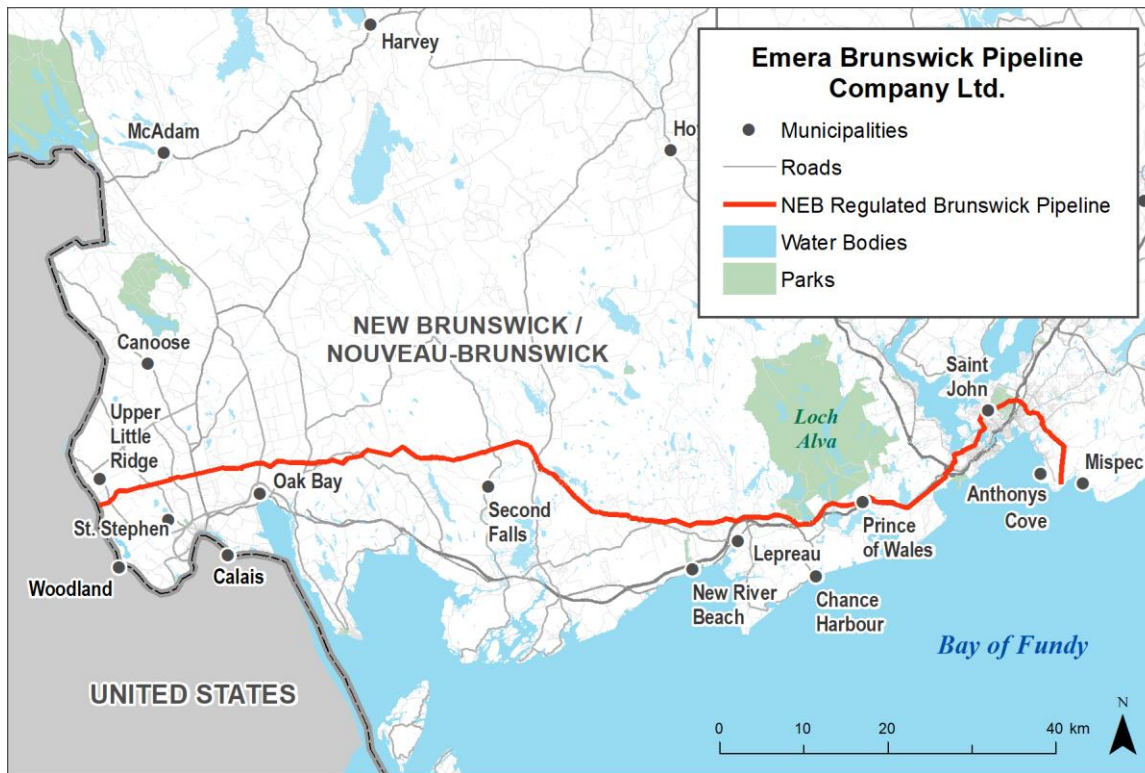 Harvey
McAdam
Emera Brunswick Pipeline
Company Ltd.
Municipalities
Roads
NEB Regulated Brunswick Pipeline
Water Bodies
Parks
NEW BRUNSWICK /
NOUVEAU-BRUNSWICK
Canoose
Upper
Little
Ridge
Saint
John
Loch
Alva
Oak Bay
St. Stephen
Second
Falls
Mispec
Anthonys
Cove
Prince
of Wales
Lepreau
Woodland
Calais
New River
Beach
Chance
Harbour
Bay of Fundy
UNITED STATES
N
0 10 20 40 km